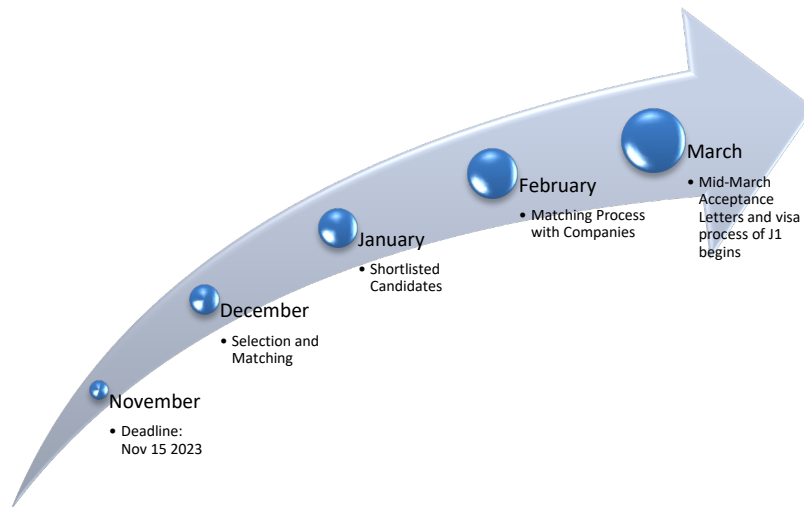 November
• Deadline:
Nov 15 2023
December
• Selection and
Matching
January
• Shortlisted
Candidates
February
• Matching Process
with Companies
March
• Mid-March
Acceptance
Letters and visa
process of J1
begins